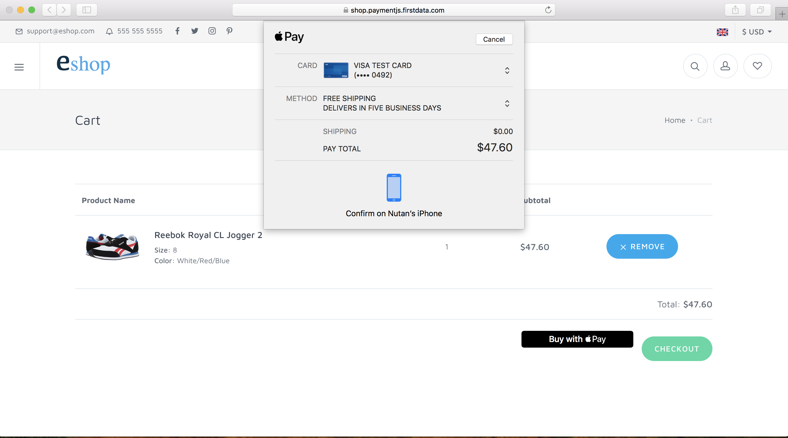 shop.paymentjs.firstdata.com
support@eshop.com 555 555 5555 $ USD
Pay Cancel
CARD VISA TEST CARD
(•••• 0492)
METHOD FREE SHIPPING
DELIVERS IN FIVE BUSINESS DAYS
SHIPPING $0.00
PAY TOTAL $47.60
Confirm on Nutan's iPhone
eshop
Cart
Home • Cart
Product Name ubtotal
Reebok Royal CL Jogger 2
Size: 8
Color: White/Red/Blue
1 $47.60 × REMOVE
Total: $47.60
Buy with Pay
CHECKOUT